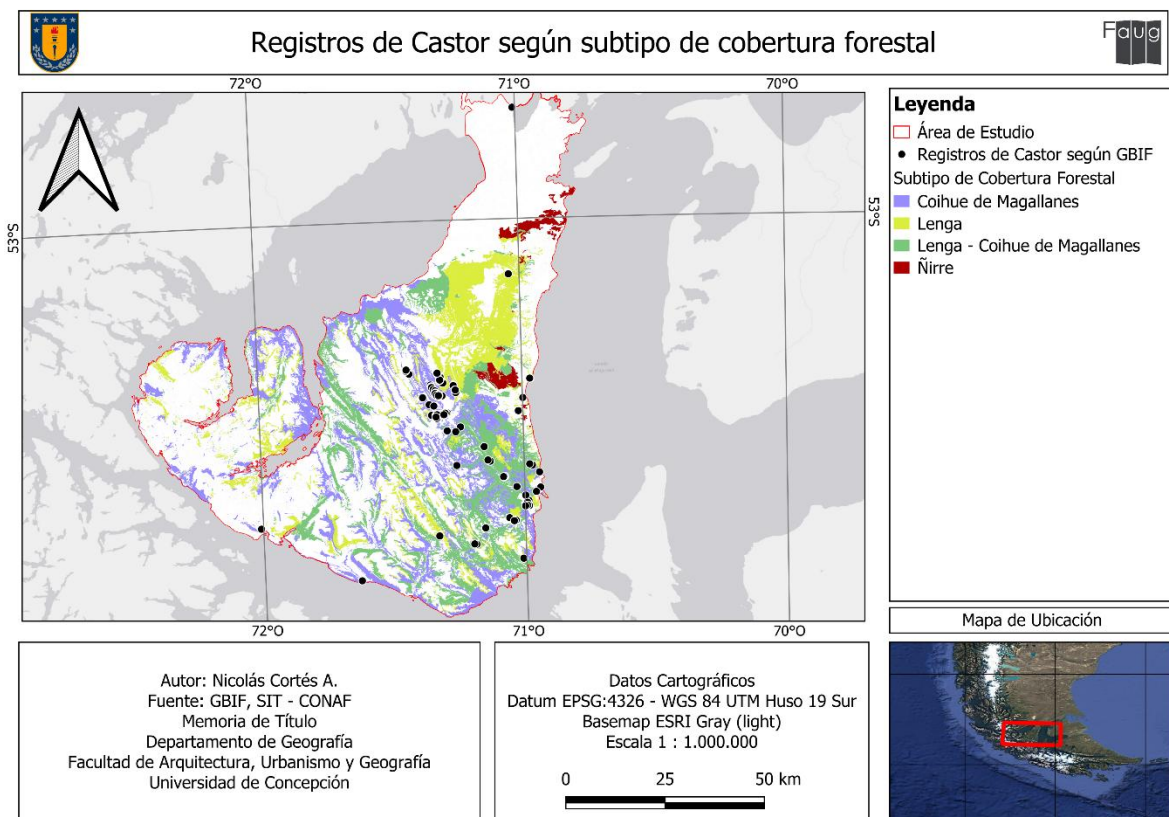 Registros de Castor según subtipo de cobertura forestal
Faug
72°O
71°O
70°O
53°S
53°S
72°O
71°O
70°O
Leyenda
Área de Estudio
Registros de Castor según GBIF
Subtipo de Cobertura Forestal
Coihue de Magallanes
Lenga
Lenga - Coihue de Magallanes
Ñirre
Mapa de Ubicación
Autor: Nicolás Cortés A.
Fuente: GBIF, SIT - CONAF
Memoria de Título
Departamento de Geografía
Facultad de Arquitectura, Urbanismo y Geografía
Universidad de Concepción
Datos Cartográficos
Datum EPSG:4326 - WGS 84 UTM Huso 19 Sur
Basemap ESRI Gray (light)
Escala 1 : 1.000.000
0 25 50 km